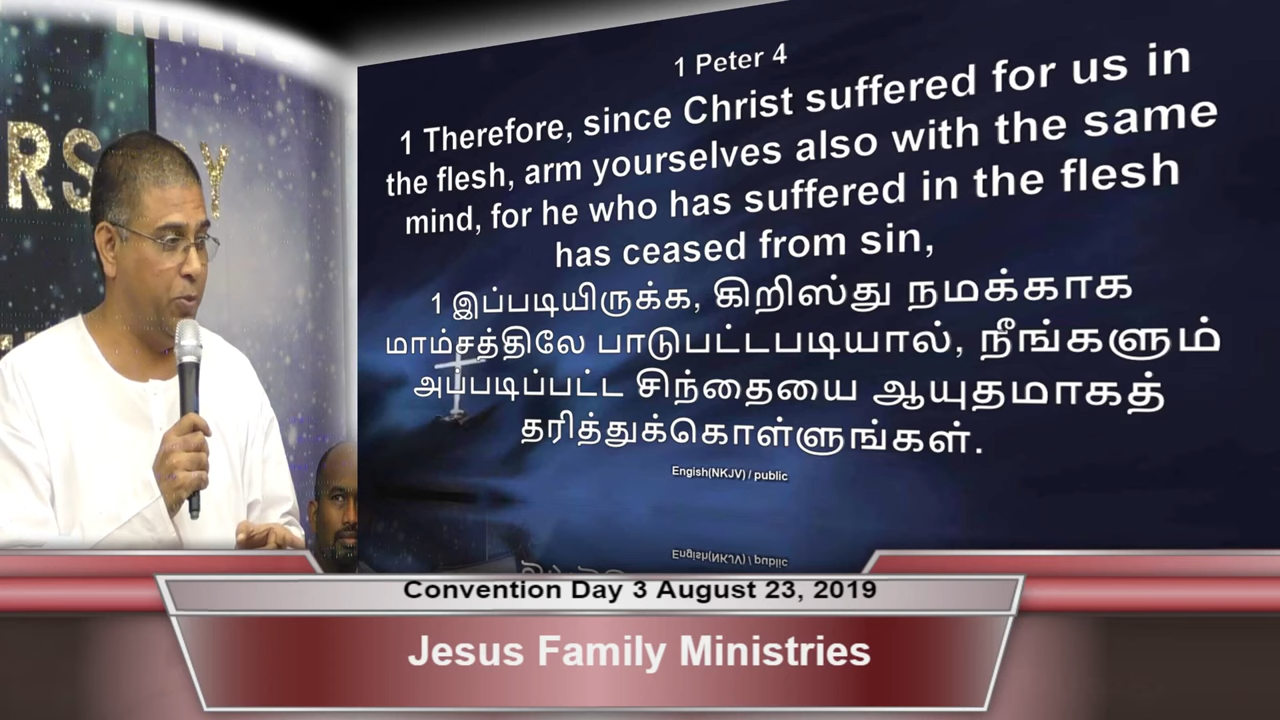 RS
Y
1 Peter 4
1 Therefore, since Christ suffered for us in
the flesh, arm yourselves also with the same
mind, for he who has suffered in the flesh
has ceased from sin,
1 இப்படியிருக்க, கிறிஸ்து நமக்காக
மாம்சத்திலே பாடுபட்டபடியால், நீங்களும்
அப்படிப்பட்ட சிந்தையை ஆயுதமாகத்
தரித்துக்கொள்ளுங்கள்.
Engish(NKJV) / public
Convention Day 3 August 23, 2019
Jesus Family Ministries